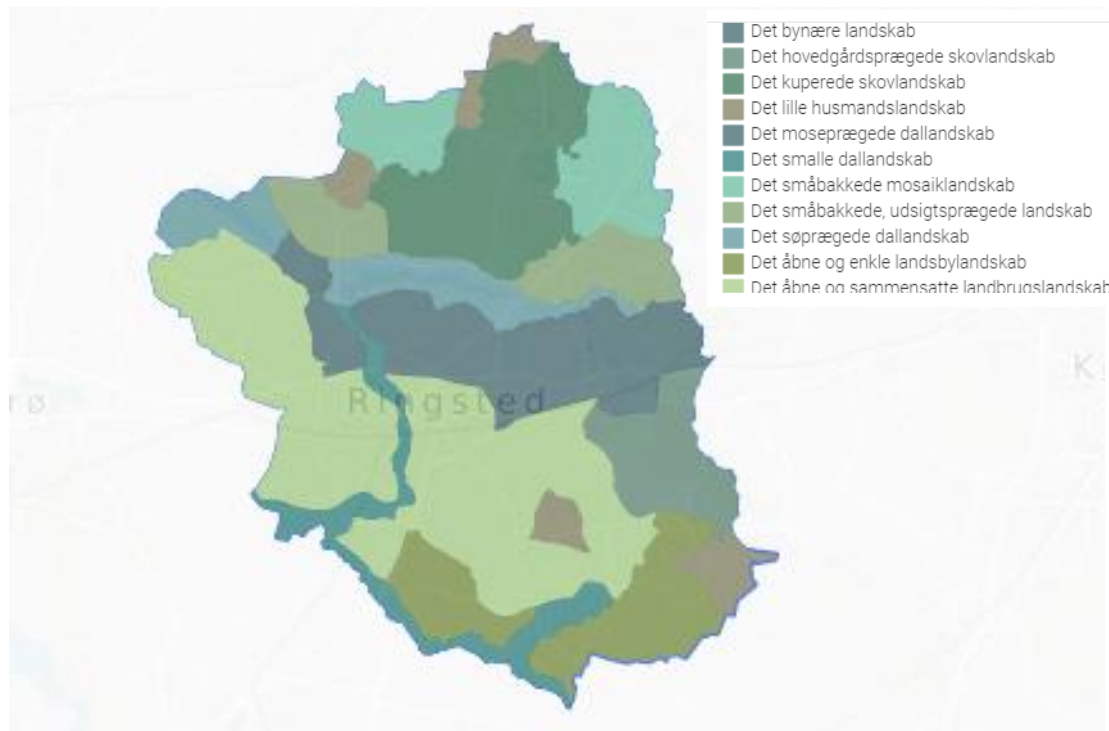 Det bynære landskab
Det hovedgårdsprægede skovlandskab
Det kuperede skovlandskab
Det lille husmandslandskab
Det moseprægede dallandskab
Det smalle dallandskab
Det småbakkede mosaiklandskab
Det småbakkede, udsigtsprægede landskab
Det søprægede dallandskab
Det åbne og enkle landsbylandskab
Det åbne og sammensatte landbrugslandskab
Ringsted
rø